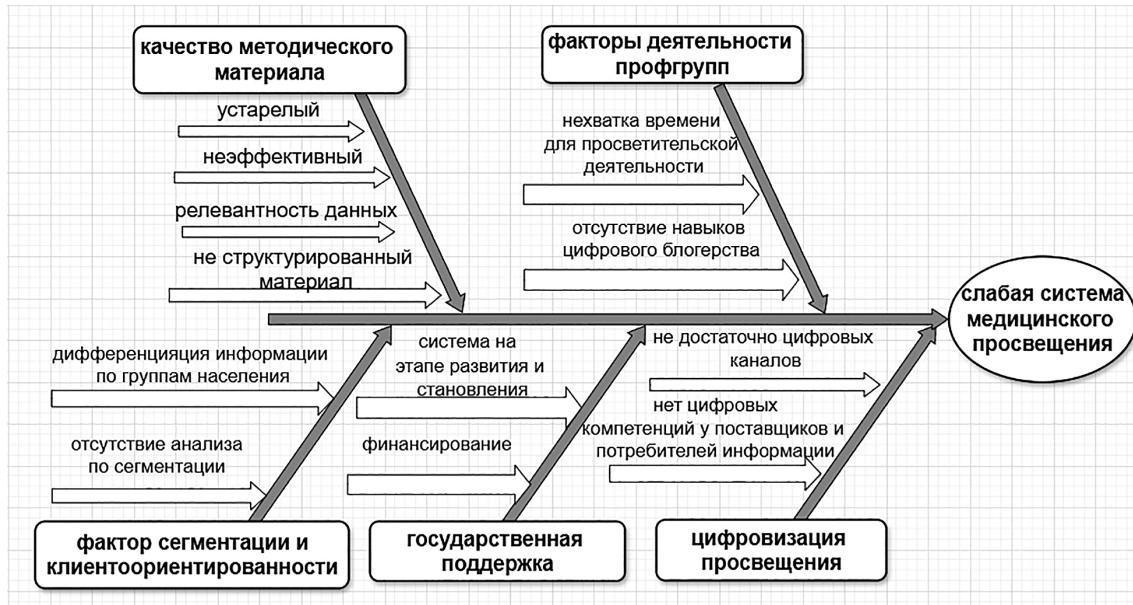 качество методического
материала
устарелый
неэффективный
релевантность данных
не структурированный
материал
факторы деятельности
профгрупп
нехватка времени
для просветительской
деятельности
отсутствие навыков
цифрового блогерства
слабая система
медицинского
просвещения
дифференцияция информации
по группам населения
отсутствие анализа
по сегментации
фактор сегментации и
клиентоориентированности
система на
этапе развития и
становления
финансирование
государственная
поддержка
не достаточно цифровых
каналов
нет цифровых
компетенций у поставщиков и
потребителей информации
цифровизация
просвещения